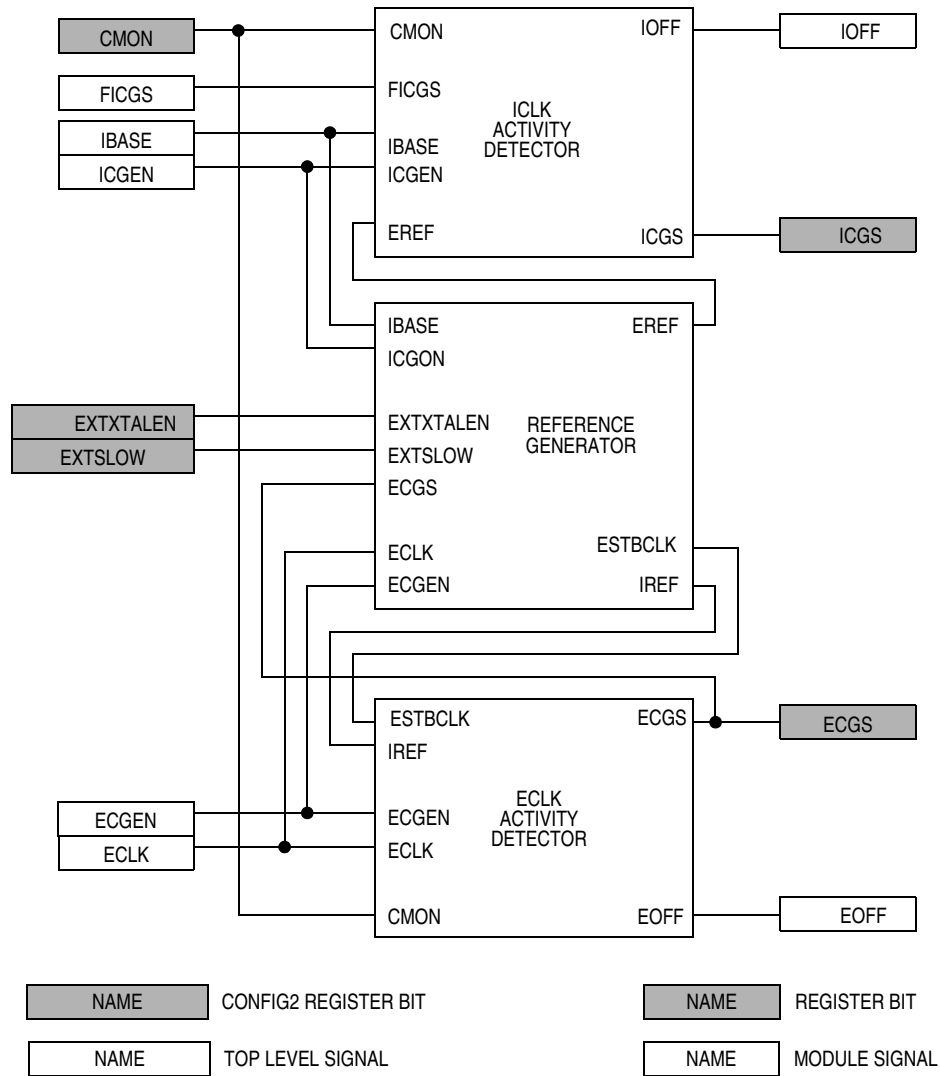 CMON
FICGS
IBASE
ICGEN
CMON
FICGS
IBASE
ICGEN
EREF
ICLK
ACTIVITY
DETECTOR
IOFF
ICGS
IOFF
ICGS
EXTXTALEN
EXTSLOW
IBASE
ICGON
EXTXTALEN
EXTSLOW
ECGS
ECLK
ECGEN
REFERENCE
GENERATOR
EREF
ESTBCLK
IREF
ECGEN
ECLK
ESTBCLK
IREF
ECGEN
ECLK
CMON
ECLK
ACTIVITY
DETECTOR
ECGS
EOFF
ECGS
EOFF
NAME CONFIG2 REGISTER BIT
NAME REGISTER BIT
NAME TOP LEVEL SIGNAL
NAME MODULE SIGNAL